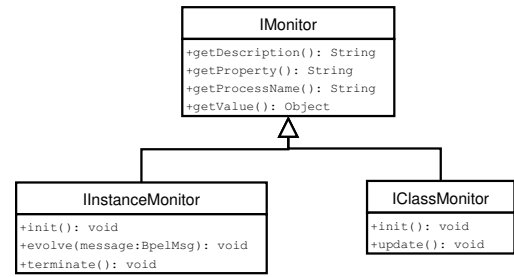 IMonitor
+getDescription(): String
+getProperty(): String
+getProcessName(): String
+getValue(): Object
IInstanceMonitor
+init(): void
+evolve(message:BpelMsg): void
+terminate(): void
IClassMonitor
+init(): void
+update(): void